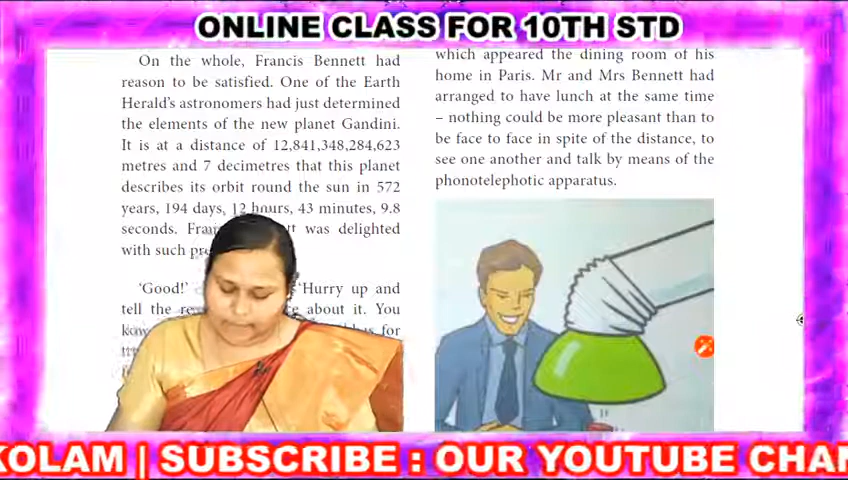 ONLINE CLASS FOR 10TH STD
On the whole, Francis Bennett had
reason to be satisfied. One of the Earth
Herald's astronomers had just determined
the elements of the new planet Gandini.
It is at a distance of 12,841,348,284,623
metres and 7 decimetres that this planet
describes its orbit round the sun in 572
years, 194 days, 12 hours, 43 minutes, 9.8
seconds. was delighted
with such
'Good!' 'Hurry up and
tell the about it. You
for
which appeared the dining room of his
home in Paris. Mr and Mrs Bennett had
arranged to have lunch at the same time
– nothing could be more pleasant than to
be face to face in spite of the distance, to
see one another and talk by means of the
phonotelephotic apparatus.
KOLAM | SUBSCRIBE : OUR YOUTUBE CHAN